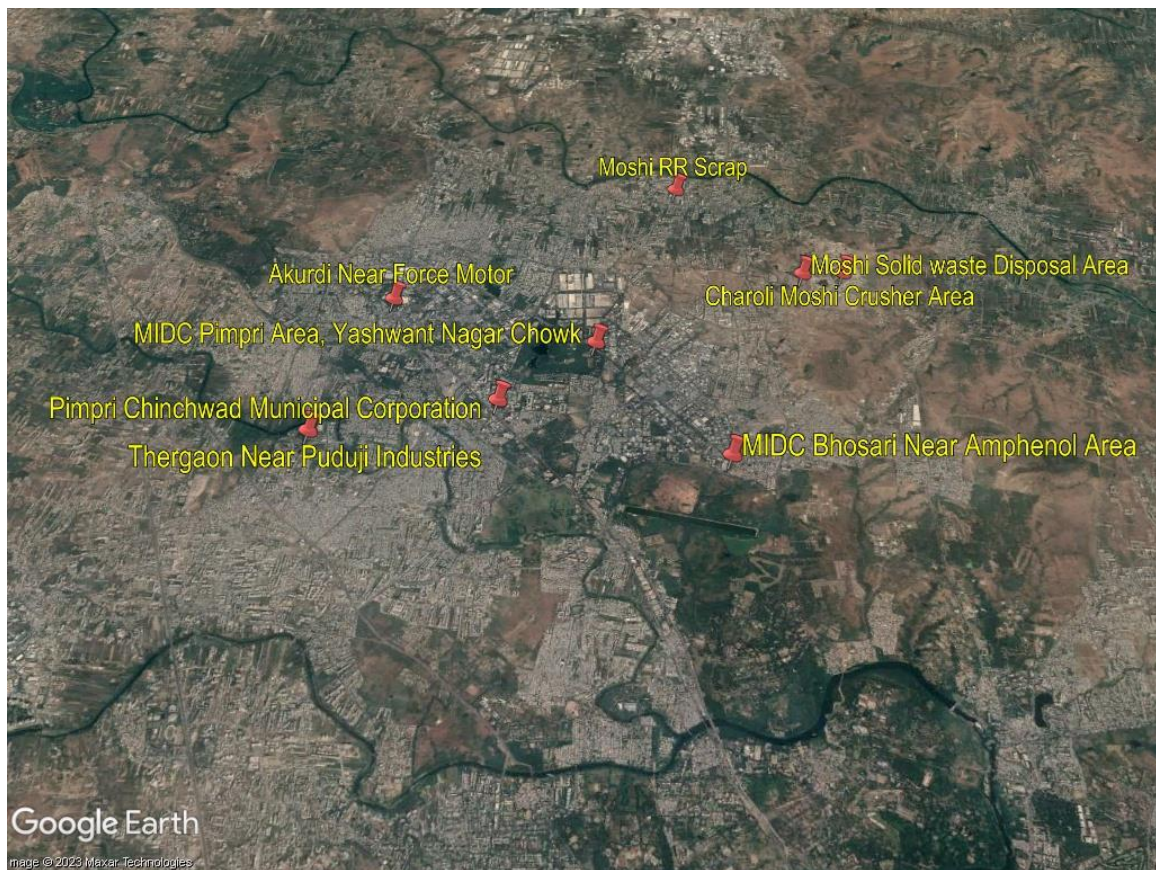 Moshi RR Scrap
Akurdi Near Force Motor
Moshi Solid waste Disposal Area
Charoli Moshi Crusher Area
MIDC Pimpri Area, Yashwant Nagar Chowk
Pimpri Chinchwad Municipal Corporation
MIDC Bhosari Near Amphenol Area
Thergaon Near Puduji Industries
Google Earth
mage © 2023 Maxar Technologies